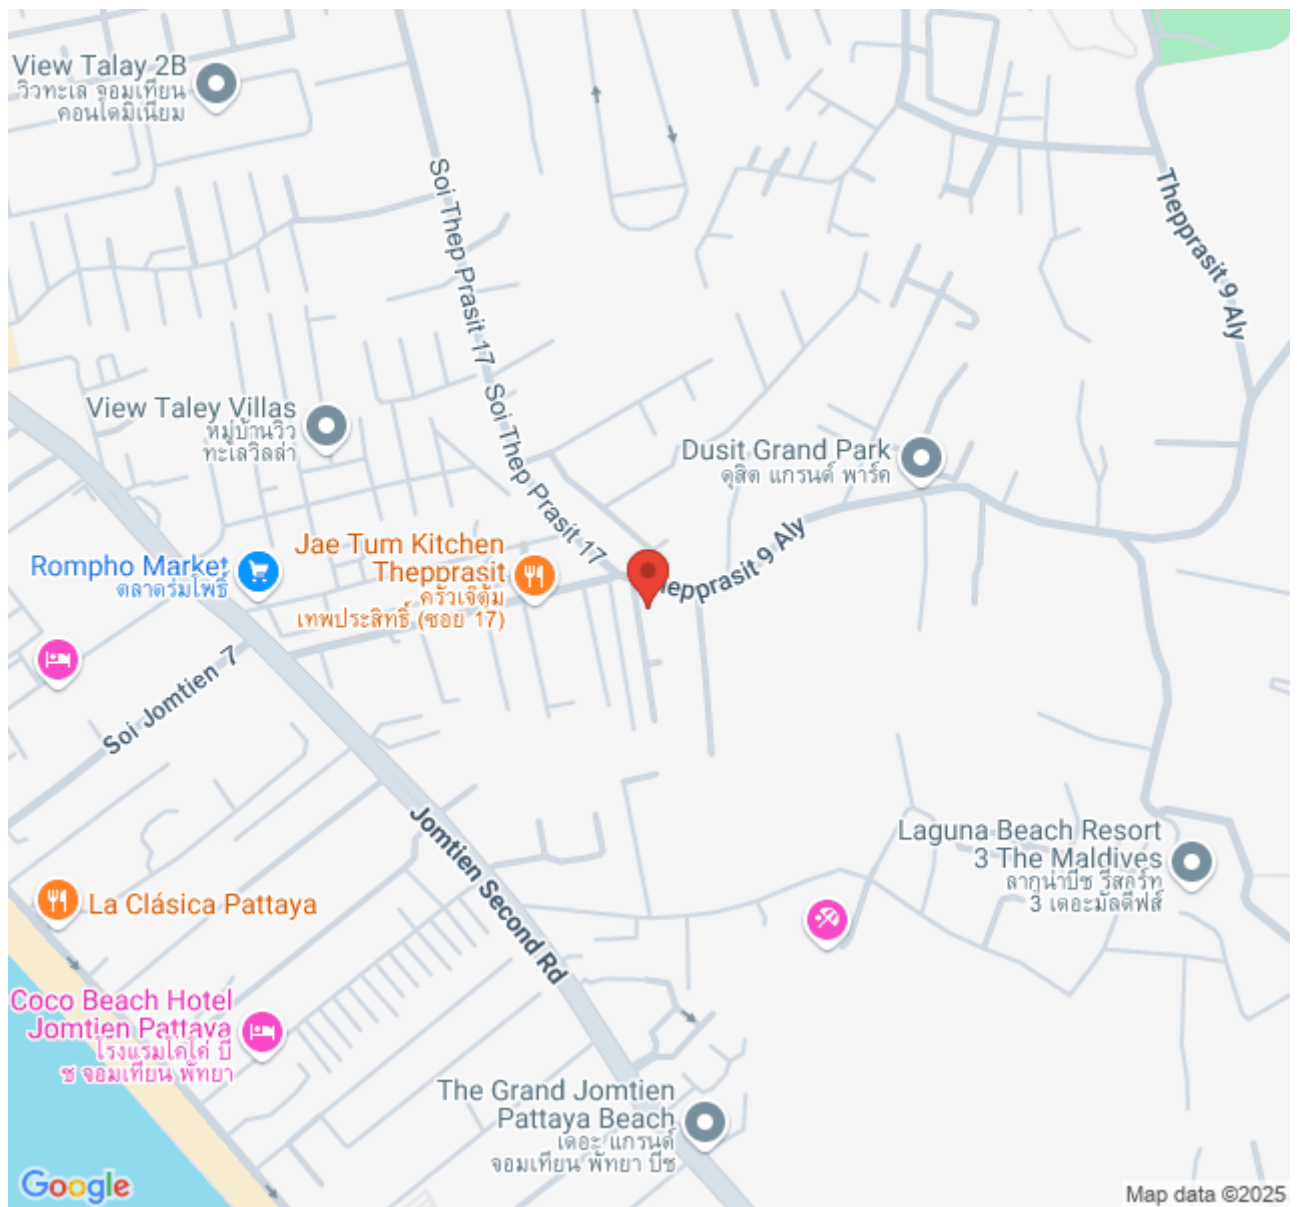 View Talay 2B
วิวทะเล จอมเทียน
คอนโดมิเนียม
Soi Thep Prasit 17
Thepprasit 9 Aly
View Taley Villas
หมู่บ้านวิว
ทะเลวิลล่า
Soi Thep Prasit 17
Dusit Grand Park
ดุสิต แกรนด์ พาร์ค
Jae Tum Kitchen
Thepprasit
ครัวเจ๊ตุ้ม
เทพประสิทธิ์ (ซอย 17)
Rompho Market
ตลาดร่มโพธิ์
hepprasit 9 Aly
Soi Jomtien 7
Jomtien Second Rd
Laguna Beach Resort
3 The Maldives
ลากูน่าบีช รีสอร์ท
3 เดอะมัลดีฟส์
La Clásica Pattaya
Coco Beach Hotel
Jomtien Pattaya
โรงแรมโคโค่ บี
ช จอมเทียน พัทยา
The Grand Jomtien
Pattaya Beach
เดอะ แกรนด์
จอมเทียน พัทยา บีช
Google
Map data ©2025